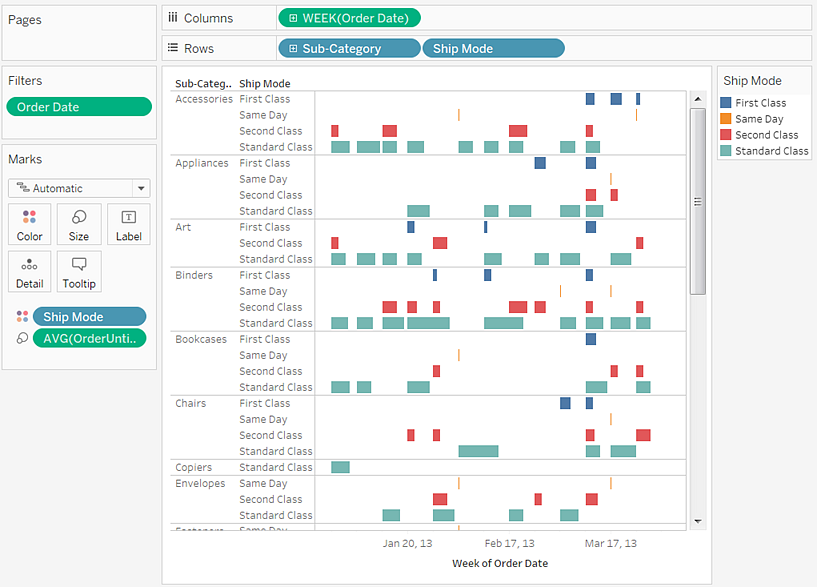 Pages
Columns
WEEK(Order Date)
Rows
Sub-Category
Ship Mode
Filters
Order Date
Marks
Automatic
Color
Size
Label
Detail
Tooltip
Ship Mode
AVG(OrderUnti..
Sub-Categ.. Ship Mode
Accessories First Class
Same Day
Second Class
Standard Class
Appliances First Class
Same Day
Second Class
Standard Class
Art First Class
Second Class
Standard Class
Binders First Class
Same Day
Second Class
Standard Class
Bookcases First Class
Same Day
Second Class
Standard Class
Chairs First Class
Same Day
Second Class
Standard Class
Copiers Standard Class
Envelopes Same Day
Second Class
Standard Class
Fasteners Same Day
Jan 20, 13 Feb 17, 13 Mar 17, 13
Week of Order Date
Ship Mode
First Class
Same Day
Second Class
Standard Class